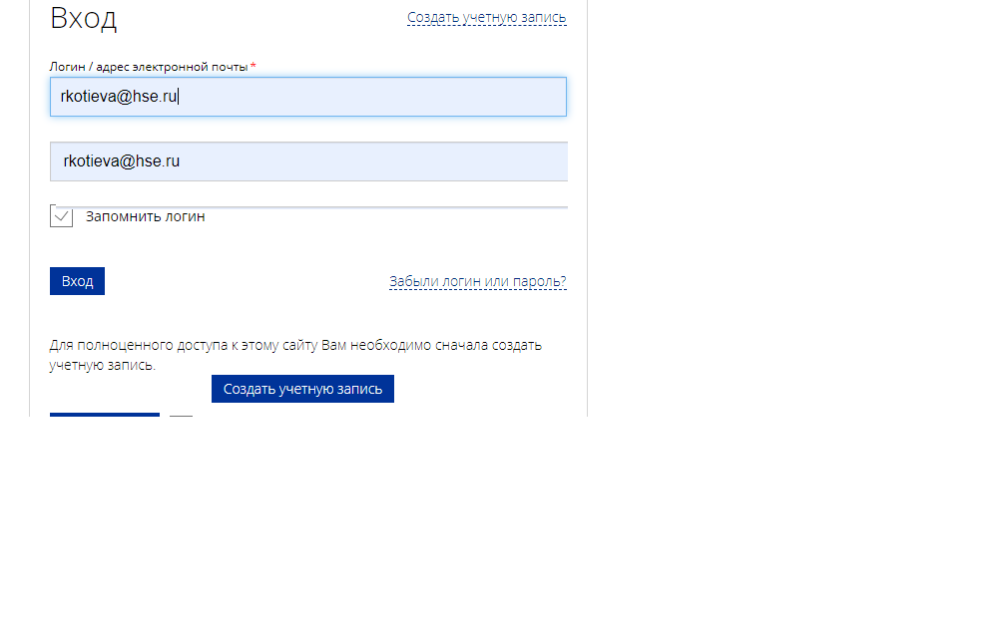 Вход
Создать учетную запись
Логин / адрес электронной почты *
rkotieva@hse.ru
rkotieva@hse.ru
Запомнить логин
Вход
Забыли логин или пароль?
Для полноценного доступа к этому сайту Вам необходимо сначала создать
учетную запись.
Создать учетную запись